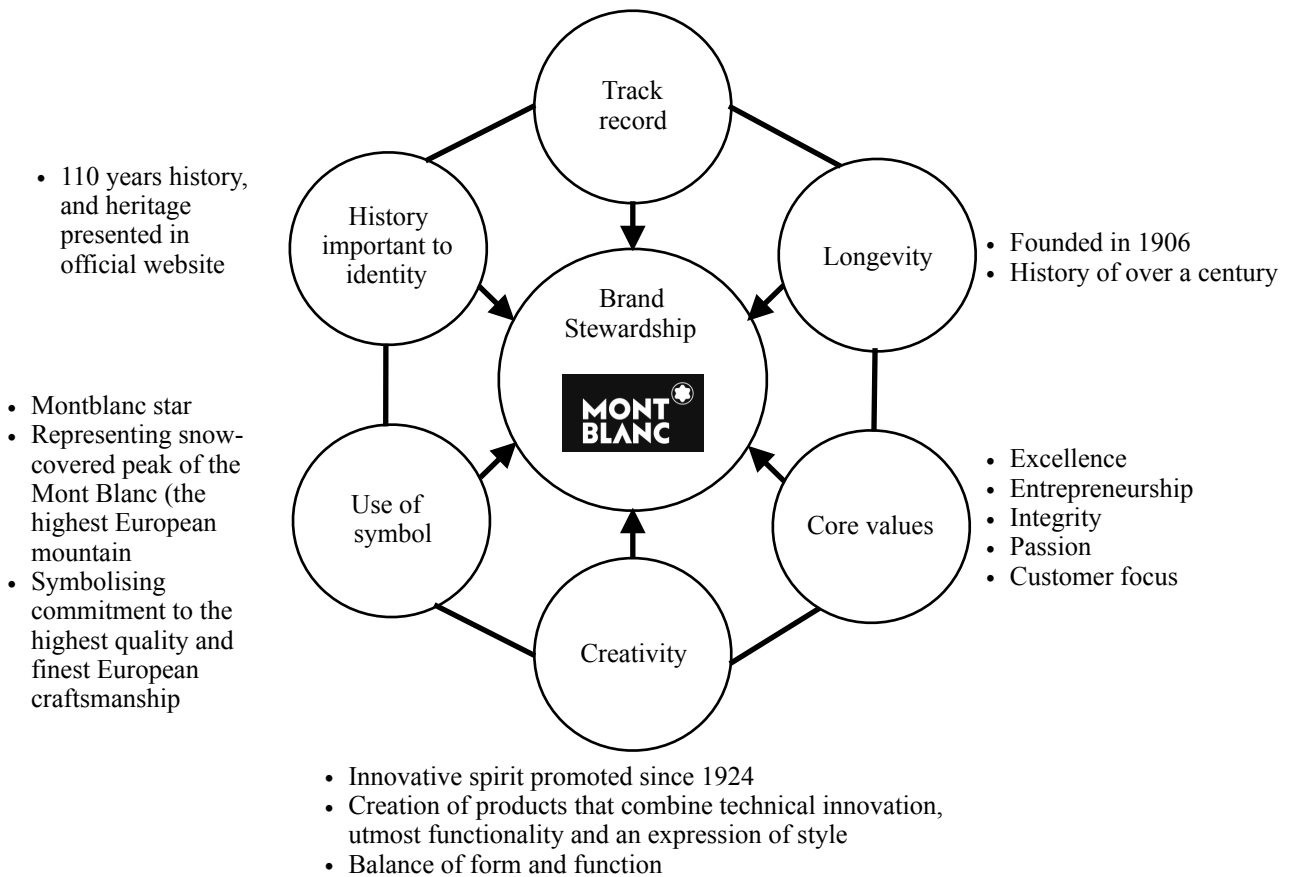 Track
record
• 110 years history,
and heritage
presented in
official website
History
important to
identity
Longevity
• Founded in 1906
• History of over a century
Brand
Stewardship
MONT
BLANC
• Montblanc star
• Representing snow-
covered peak of the
Mont Blanc (the
highest European
mountain
• Symbolising
commitment to the
highest quality and
finest European
craftsmanship
Use of
symbol
Core values
• Excellence
• Entrepreneurship
• Integrity
• Passion
• Customer focus
Creativity
• Innovative spirit promoted since 1924
• Creation of products that combine technical innovation,
utmost functionality and an expression of style
• Balance of form and function